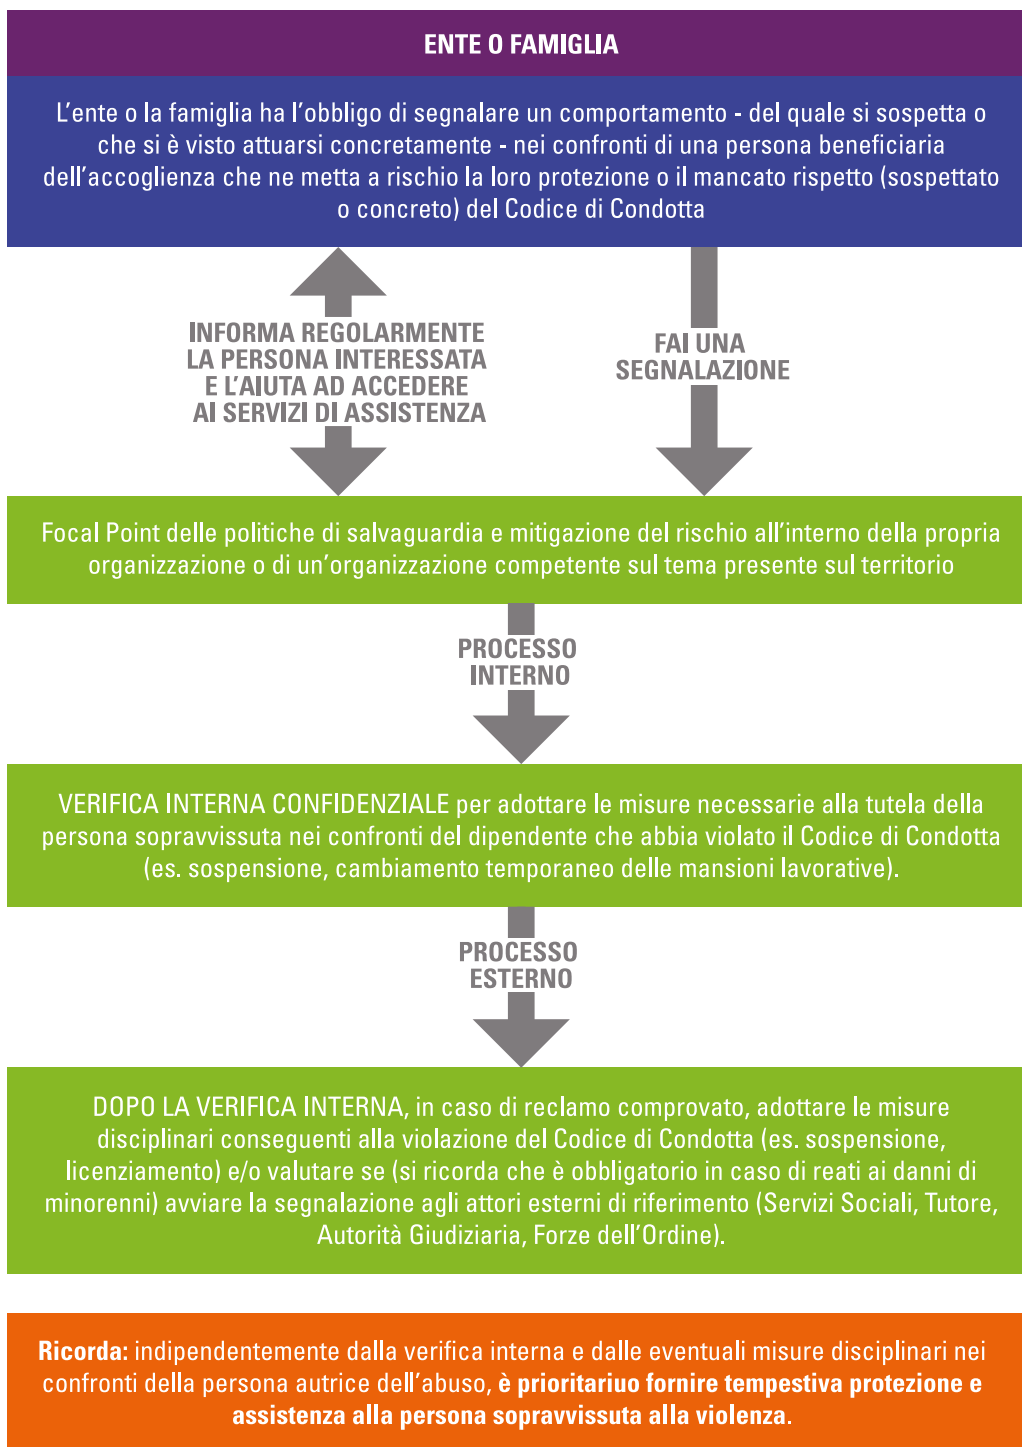 ENTE O FAMIGLIA
L'ente o la famiglia ha l'obbligo di segnalare un comportamento - del quale si sospetta o
che si è visto attuarsi concretamente - nei confronti di una persona beneficiaria
dell'accoglienza che ne metta a rischio la loro protezione o il mancato rispetto (sospettato
o concreto) del Codice di Condotta
INFORMA REGOLARMENTE
LA PERSONA INTERESSATA
E L'AIUTA AD ACCEDERE
AI SERVIZI DI ASSISTENZA
FAI UNA
SEGNALAZIONE
Focal Point delle politiche di salvaguardia e mitigazione del rischio all'interno della propria
organizzazione o di un'organizzazione competente sul tema presente sul territorio
PROCESSO
INTERNO
VERIFICA INTERNA CONFIDENZIALE per adottare le misure necessarie alla tutela della
persona sopravvissuta nei confronti del dipendente che abbia violato il Codice di Condotta
(es. sospensione, cambiamento temporaneo delle mansioni lavorative).
PROCESSO
ESTERNO
DOPO LA VERIFICA INTERNA, in caso di reclamo comprovato, adottare le misure
disciplinari conseguenti alla violazione del Codice di Condotta (es. sospensione,
licenziamento) e/o valutare se (si ricorda che è obbligatorio in caso di reati ai danni di
minorenni) avviare la segnalazione agli attori esterni di riferimento (Servizi Sociali, Tutore,
Autorità Giudiziaria, Forze dell'Ordine).
Ricorda: indipendentemente dalla verifica interna e dalle eventuali misure disciplinari nei
confronti della persona autrice dell'abuso, è prioritariuo fornire tempestiva protezione e
assistenza alla persona sopravvissuta alla violenza.